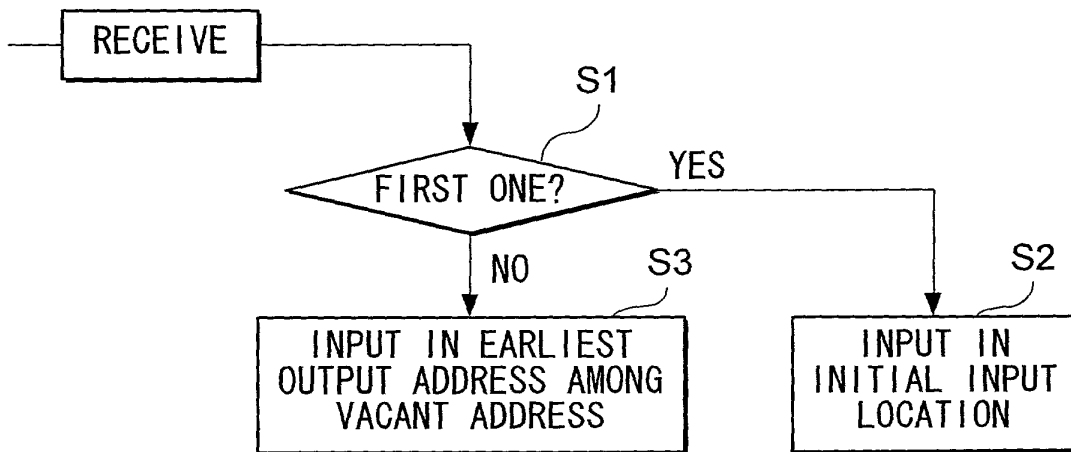 RECEIVE
S1
FIRST ONE?
YES
NO
S3
S2
INPUT IN EARLIEST
OUTPUT ADDRESS AMONG
VACANT ADDRESS
INPUT IN
INITIAL INPUT
LOCATION